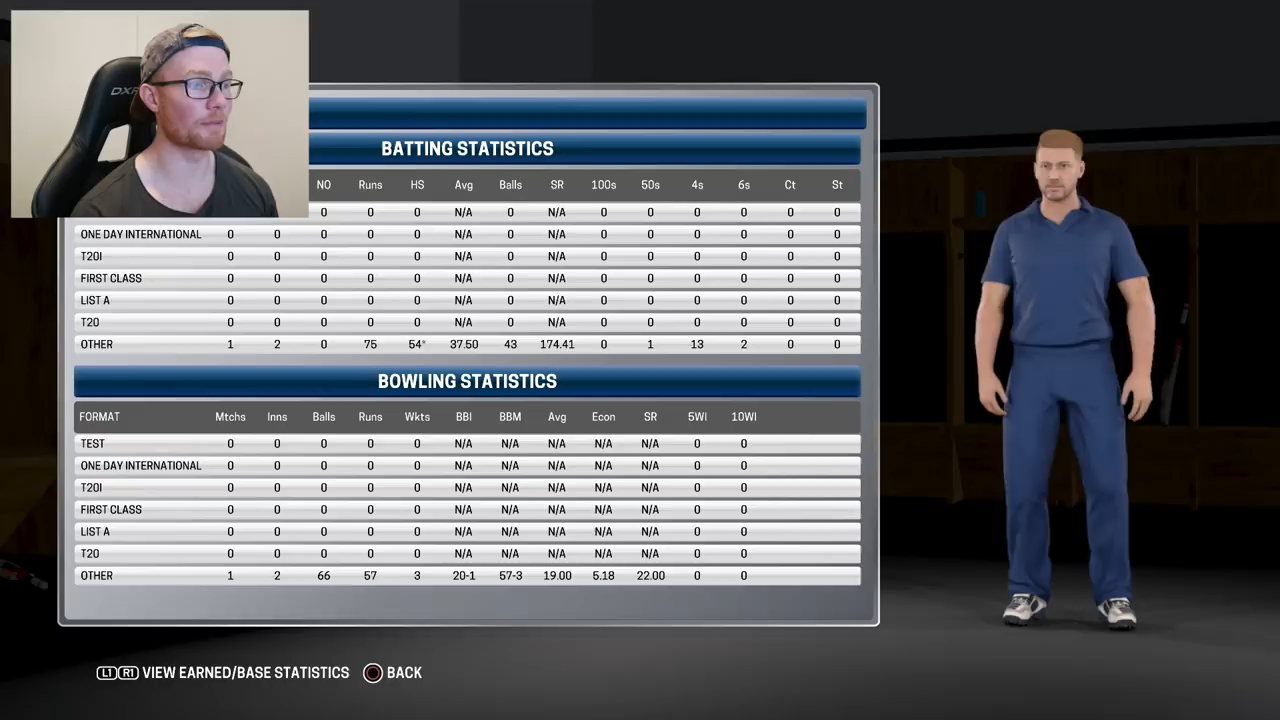 DXR
BATTING STATISTICS
NO Runs HS Avg Balls SR 100s 50s 4s 6s Ct St
0 0 0 N/A 0 N/A 0 0 0 0 0 0
ONE DAY INTERNATIONAL 0 0 0 0 0 N/A 0 N/A 0 0 0 0 0 0
T20I 0 0 0 0 0 N/A 0 N/A 0 0 0 0 0 0
FIRST CLASS 0 0 0 0 0 N/A 0 N/A 0 0 0 0 0 0
LIST A 0 0 0 0 0 N/A 0 N/A 0 0 0 0 0 0
T20 0 0 0 0 0 N/A 0 N/A 0 0 0 0 0 0
OTHER 1 2 0 75 54* 37.50 43 174.41 0 1 13 2 0 0
BOWLING STATISTICS
FORMAT Mtchs Inns Balls Runs Wkts BBI BBM Avg Econ SR 5WI 10WI
TEST 0 0 0 0 0 N/A N/A N/A N/A N/A 0 0
ONE DAY INTERNATIONAL 0 0 0 0 0 N/A N/A N/A N/A N/A 0 0
T20I 0 0 0 0 0 N/A N/A N/A N/A N/A 0 0
FIRST CLASS 0 0 0 0 0 N/A N/A N/A N/A N/A 0 0
LIST A 0 0 0 0 0 N/A N/A N/A N/A N/A 0 0
T20 0 0 0 0 0 N/A N/A N/A N/A N/A 0 0
OTHER 1 2 66 57 3 20-1 57-3 19.00 5.18 22.00 0 0
L1 R1 VIEW EARNED/BASE STATISTICS BACK